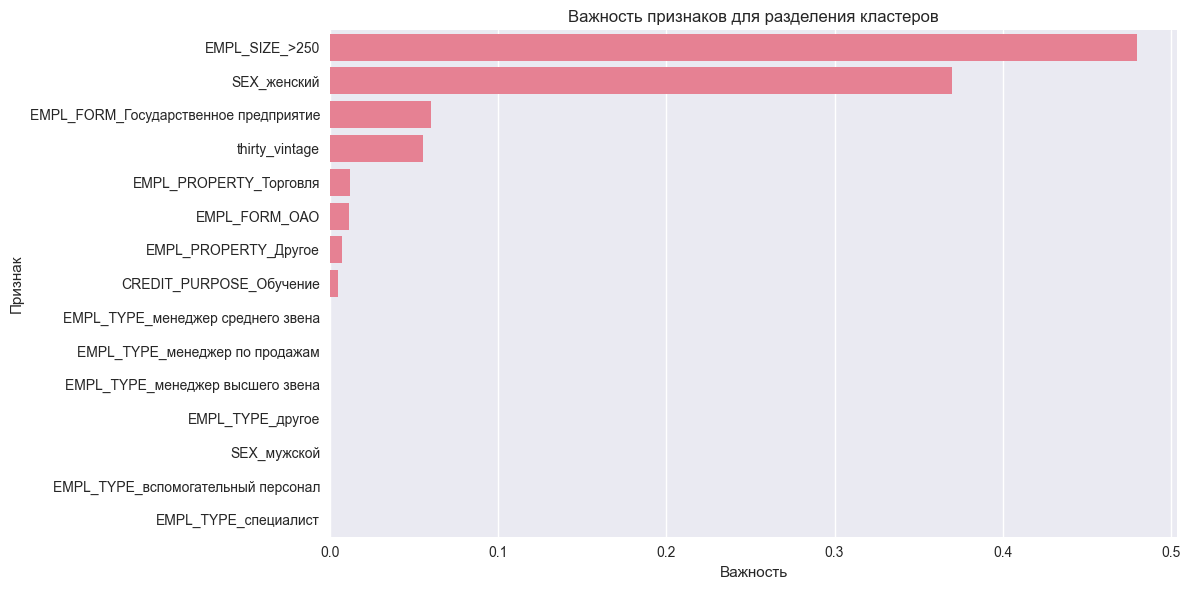 Важность признаков для разделения кластеров
Признак
EMPL_SIZE_>250
SEX_женский
EMPL_FORM_Государственное предприятие
thirty_vintage
EMPL_PROPERTY_Торговля
EMPL_FORM_ОАО
EMPL_PROPERTY_Другое
CREDIT_PURPOSE_Обучение
EMPL_TYPE_менеджер среднего звена
EMPL_TYPE_менеджер по продажам
EMPL_TYPE_менеджер высшего звена
EMPL_TYPE_другое
SEX_мужской
EMPL_TYPE_вспомогательный персонал
EMPL_TYPE_специалист
0.0 0.1 0.2 0.3 0.4 0.5
Важность